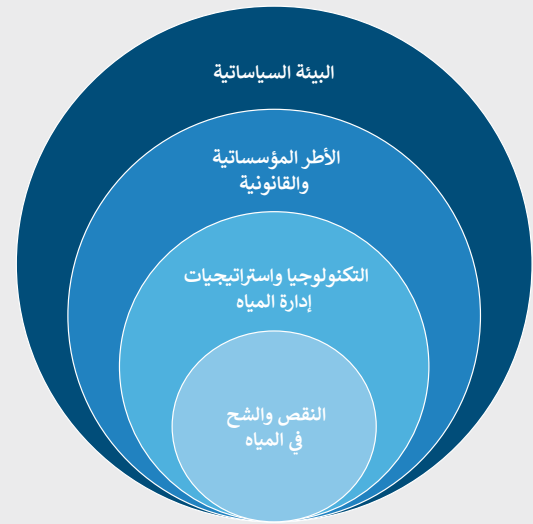 البيئة السياساتية
الأطر المؤسساتية
والقانونية
التكنولوجيا واستراتيجيات
إدارة المياه
النقص والشح
في المياه